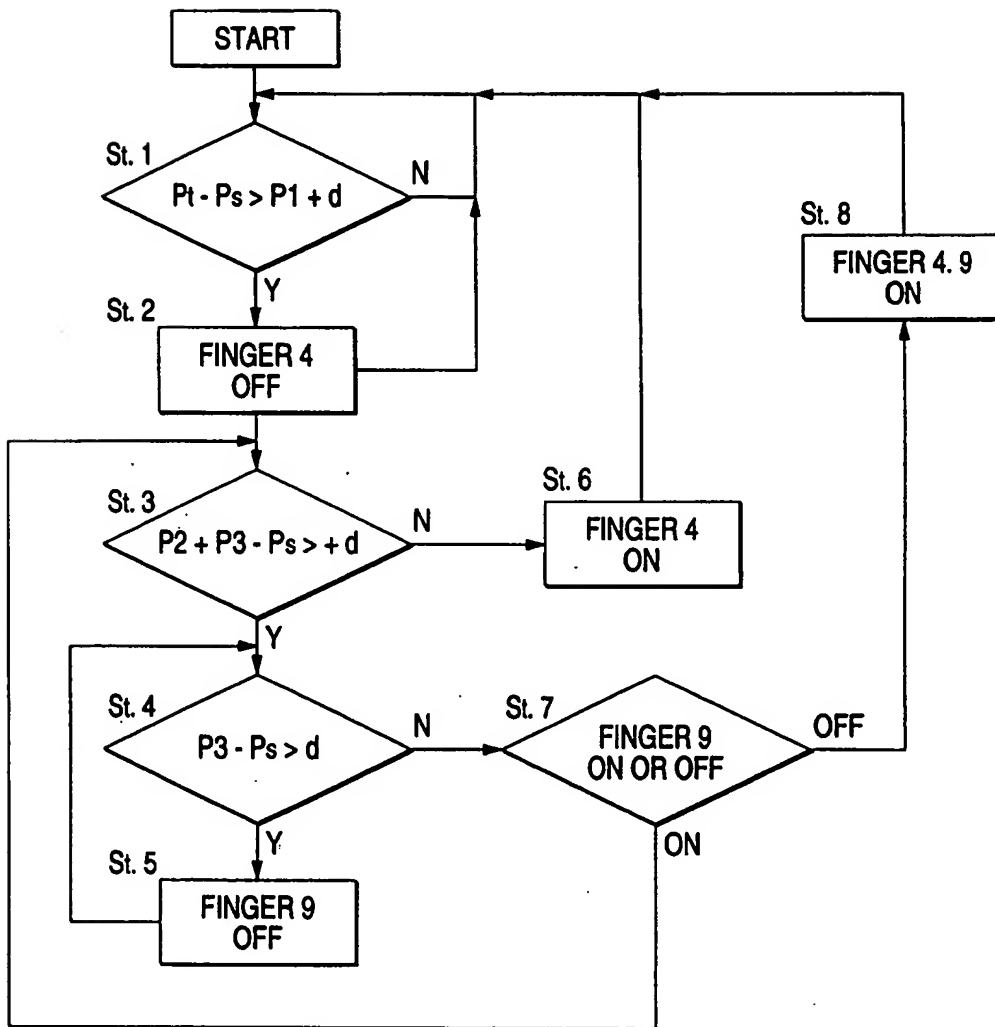 START
St. 1
Pt - Ps > P1 + d
N
Y
St. 2
FINGER 4
OFF
St. 3
P2 + P3 - Ps > + d
N
Y
St. 6
FINGER 4
ON
St. 8
FINGER 4. 9
ON
St. 4
P3 - Ps > d
N
Y
St. 7
FINGER 9
ON OR OFF
OFF
ON
St. 5
FINGER 9
OFF